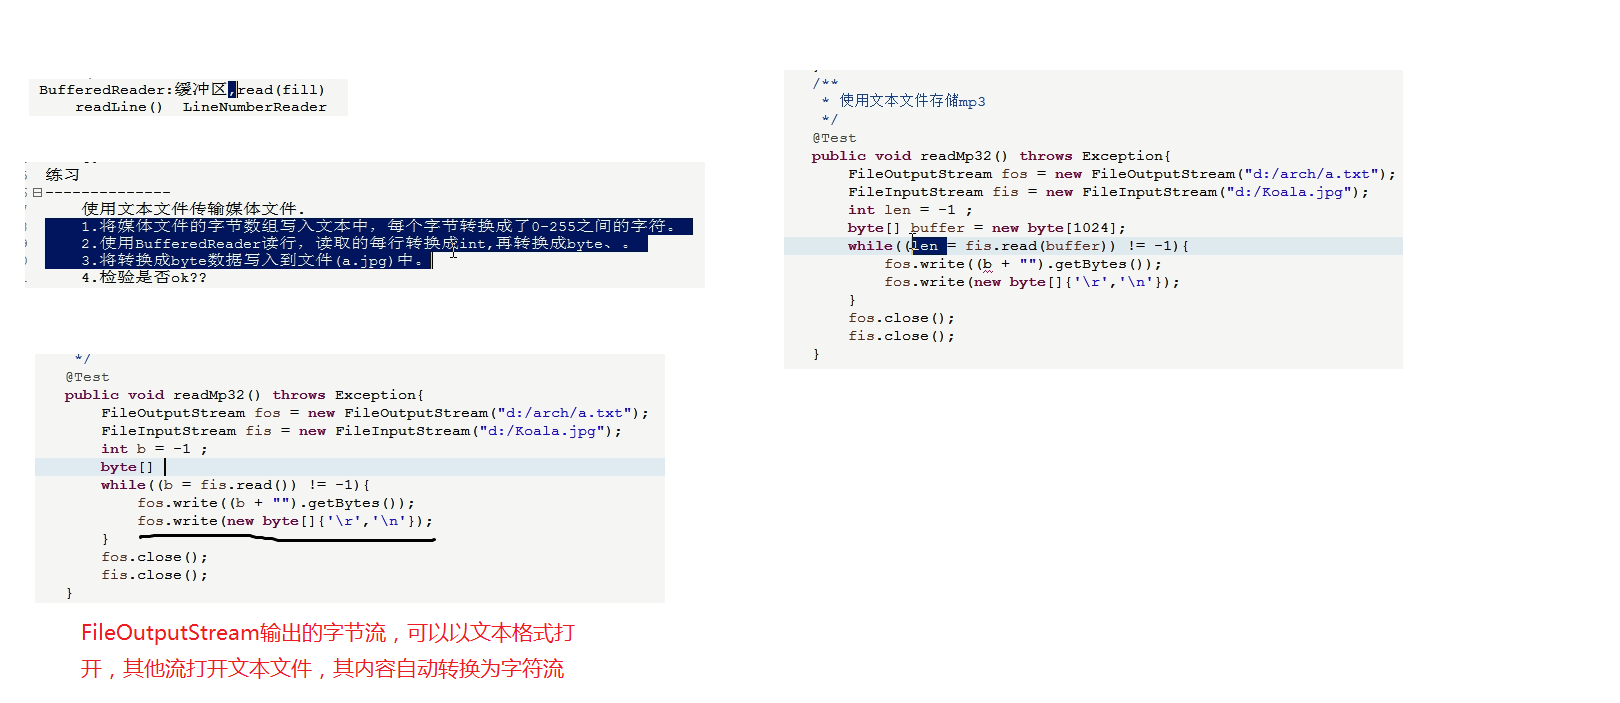 BufferedReader:缓冲区,read(fill)
readLine()  LineNumberReader
练习
--------------
使用文本文件传输媒体文件.
1.将媒体文件的字节数组写入文本中，每个字节转换成了0-255之间的字符。
2.使用BufferedReader读行，读取的每行转换成int,再转换成byte、。
3.将转换成byte数据写入到文件(a.jpg)中。
4.检验是否ok??
*/
@Test
public void readMp32() throws Exception{
FileOutputStream fos = new FileOutputStream("d:/arch/a.txt");
FileInputStream fis = new FileInputStream("d:/Koala.jpg");
int b = -1 ;
byte[]
while((b = fis.read()) != -1){
fos.write((b + "").getBytes());
fos.write(new byte[]{'\r','\n'});
}
fos.close();
fis.close();
}
FileOutputStream输出的字节流，可以以文本格式打
开，其他流打开文本文件，其内容自动转换为字符流
/**
* 使用文本文件存储mp3
*/
@Test
public void readMp32() throws Exception{
FileOutputStream fos = new FileOutputStream("d:/arch/a.txt");
FileInputStream fis = new FileInputStream("d:/Koala.jpg");
int len = -1 ;
byte[] buffer = new byte[1024];
while((len = fis.read(buffer)) != -1){
fos.write((b + "").getBytes());
fos.write(new byte[]{'\r','\n'});
}
fos.close();
fis.close();
}